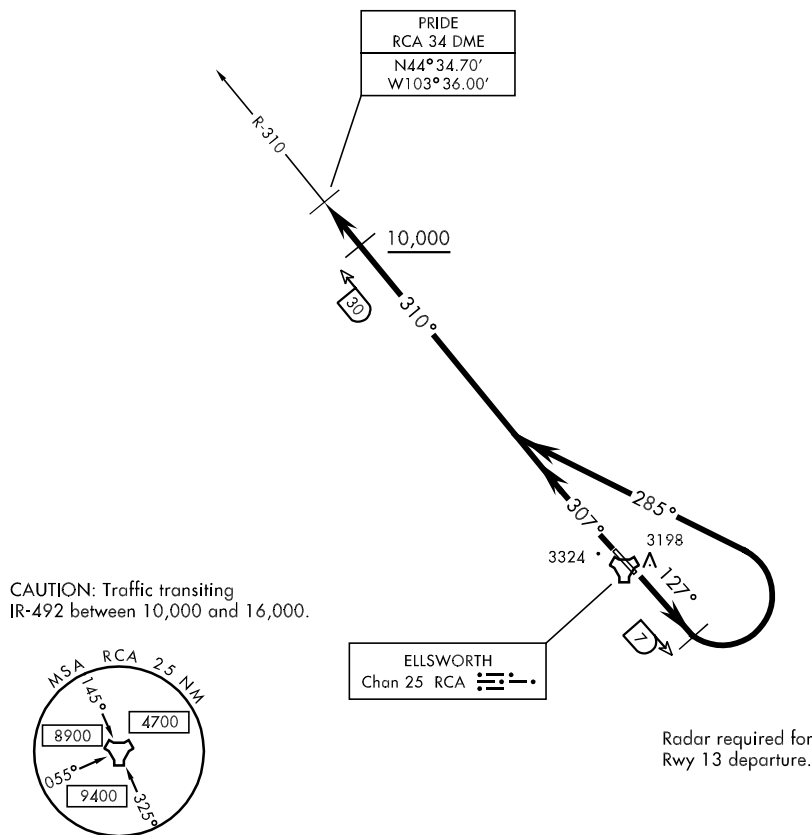 PRIDE
RCA 34 DME
N44° 34.70'
W103° 36.00'
R-310
10,000
30
310°
285°
307°
3198
3324
127°
7
CAUTION: Traffic transiting
IR-492 between 10,000 and 16,000.
ELLSWORTH
Chan 25 RCA
MSA RCA 25 NM
145°
4700
8900
055°
9400
325°
Radar required for
Rwy 13 departure.